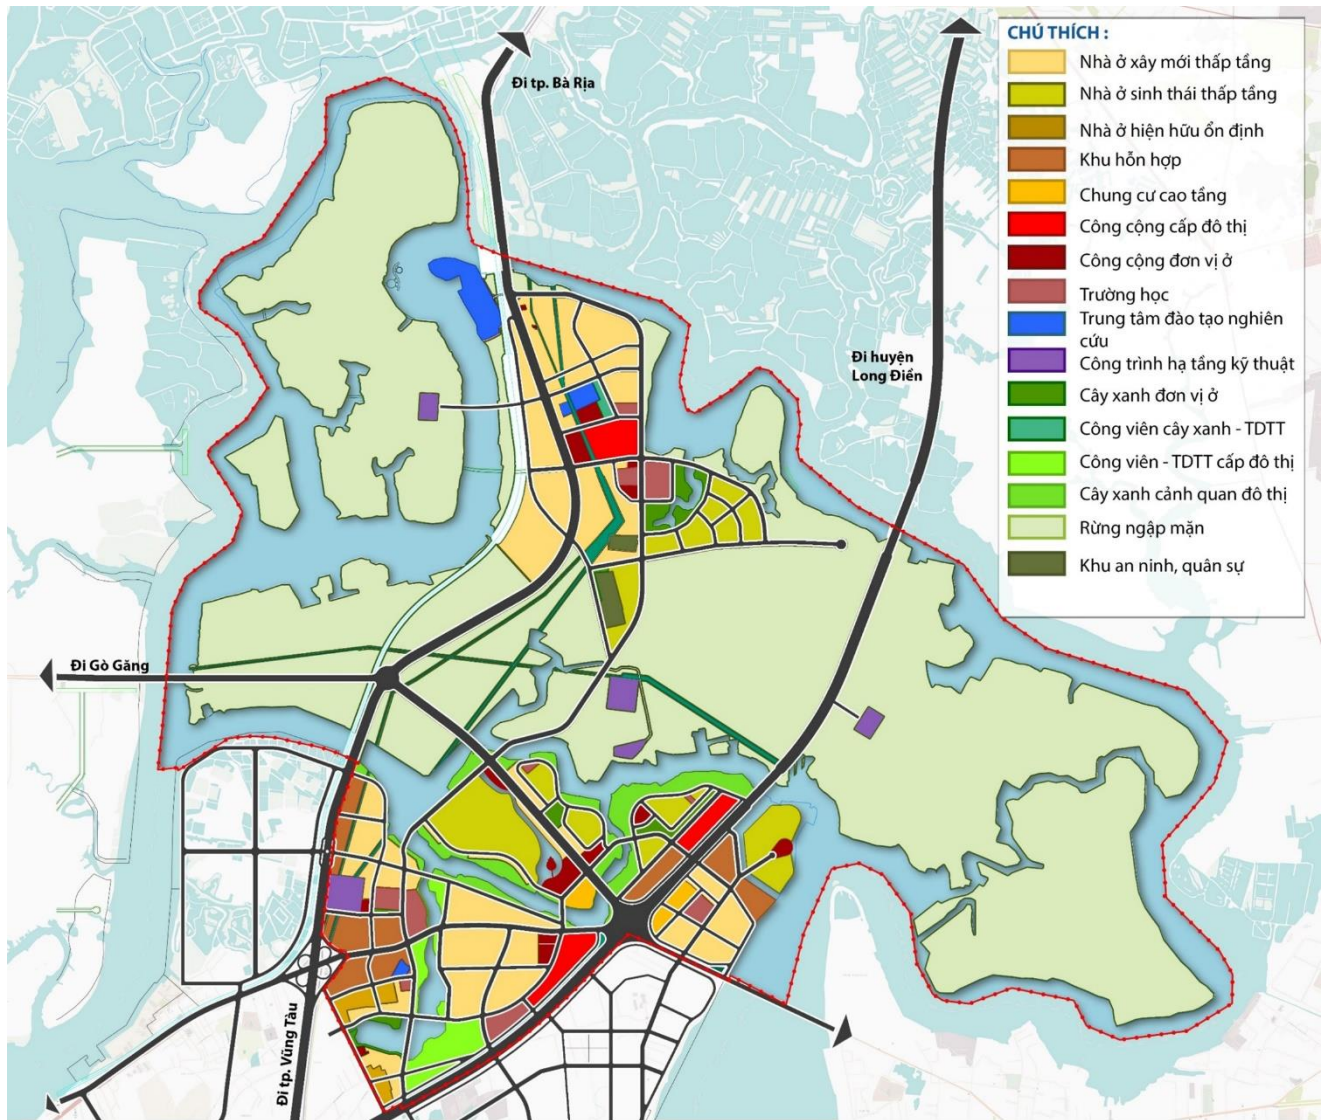 CHÚ THÍCH :
Nhà ở xây mới thấp tầng
Nhà ở sinh thái thấp tầng
Nhà ở hiện hữu ổn định
Khu hỗn hợp
Chung cư cao tầng
Công cộng cấp đô thị
Công cộng đơn vị ở
Trường học
Trung tâm đào tạo nghiên
cứu
Công trình hạ tầng kỹ thuật
Cây xanh đơn vị ở
Công viên cây xanh - TDTT
Công viên - TDTT cấp đô thị
Cây xanh cảnh quan đô thị
Rừng ngập mặn
Khu an ninh, quân sự
Đi tp. Bà Rịa
Đi huyện
Long Điền
Đi Gò Găng
Đi tp. Vũng Tàu